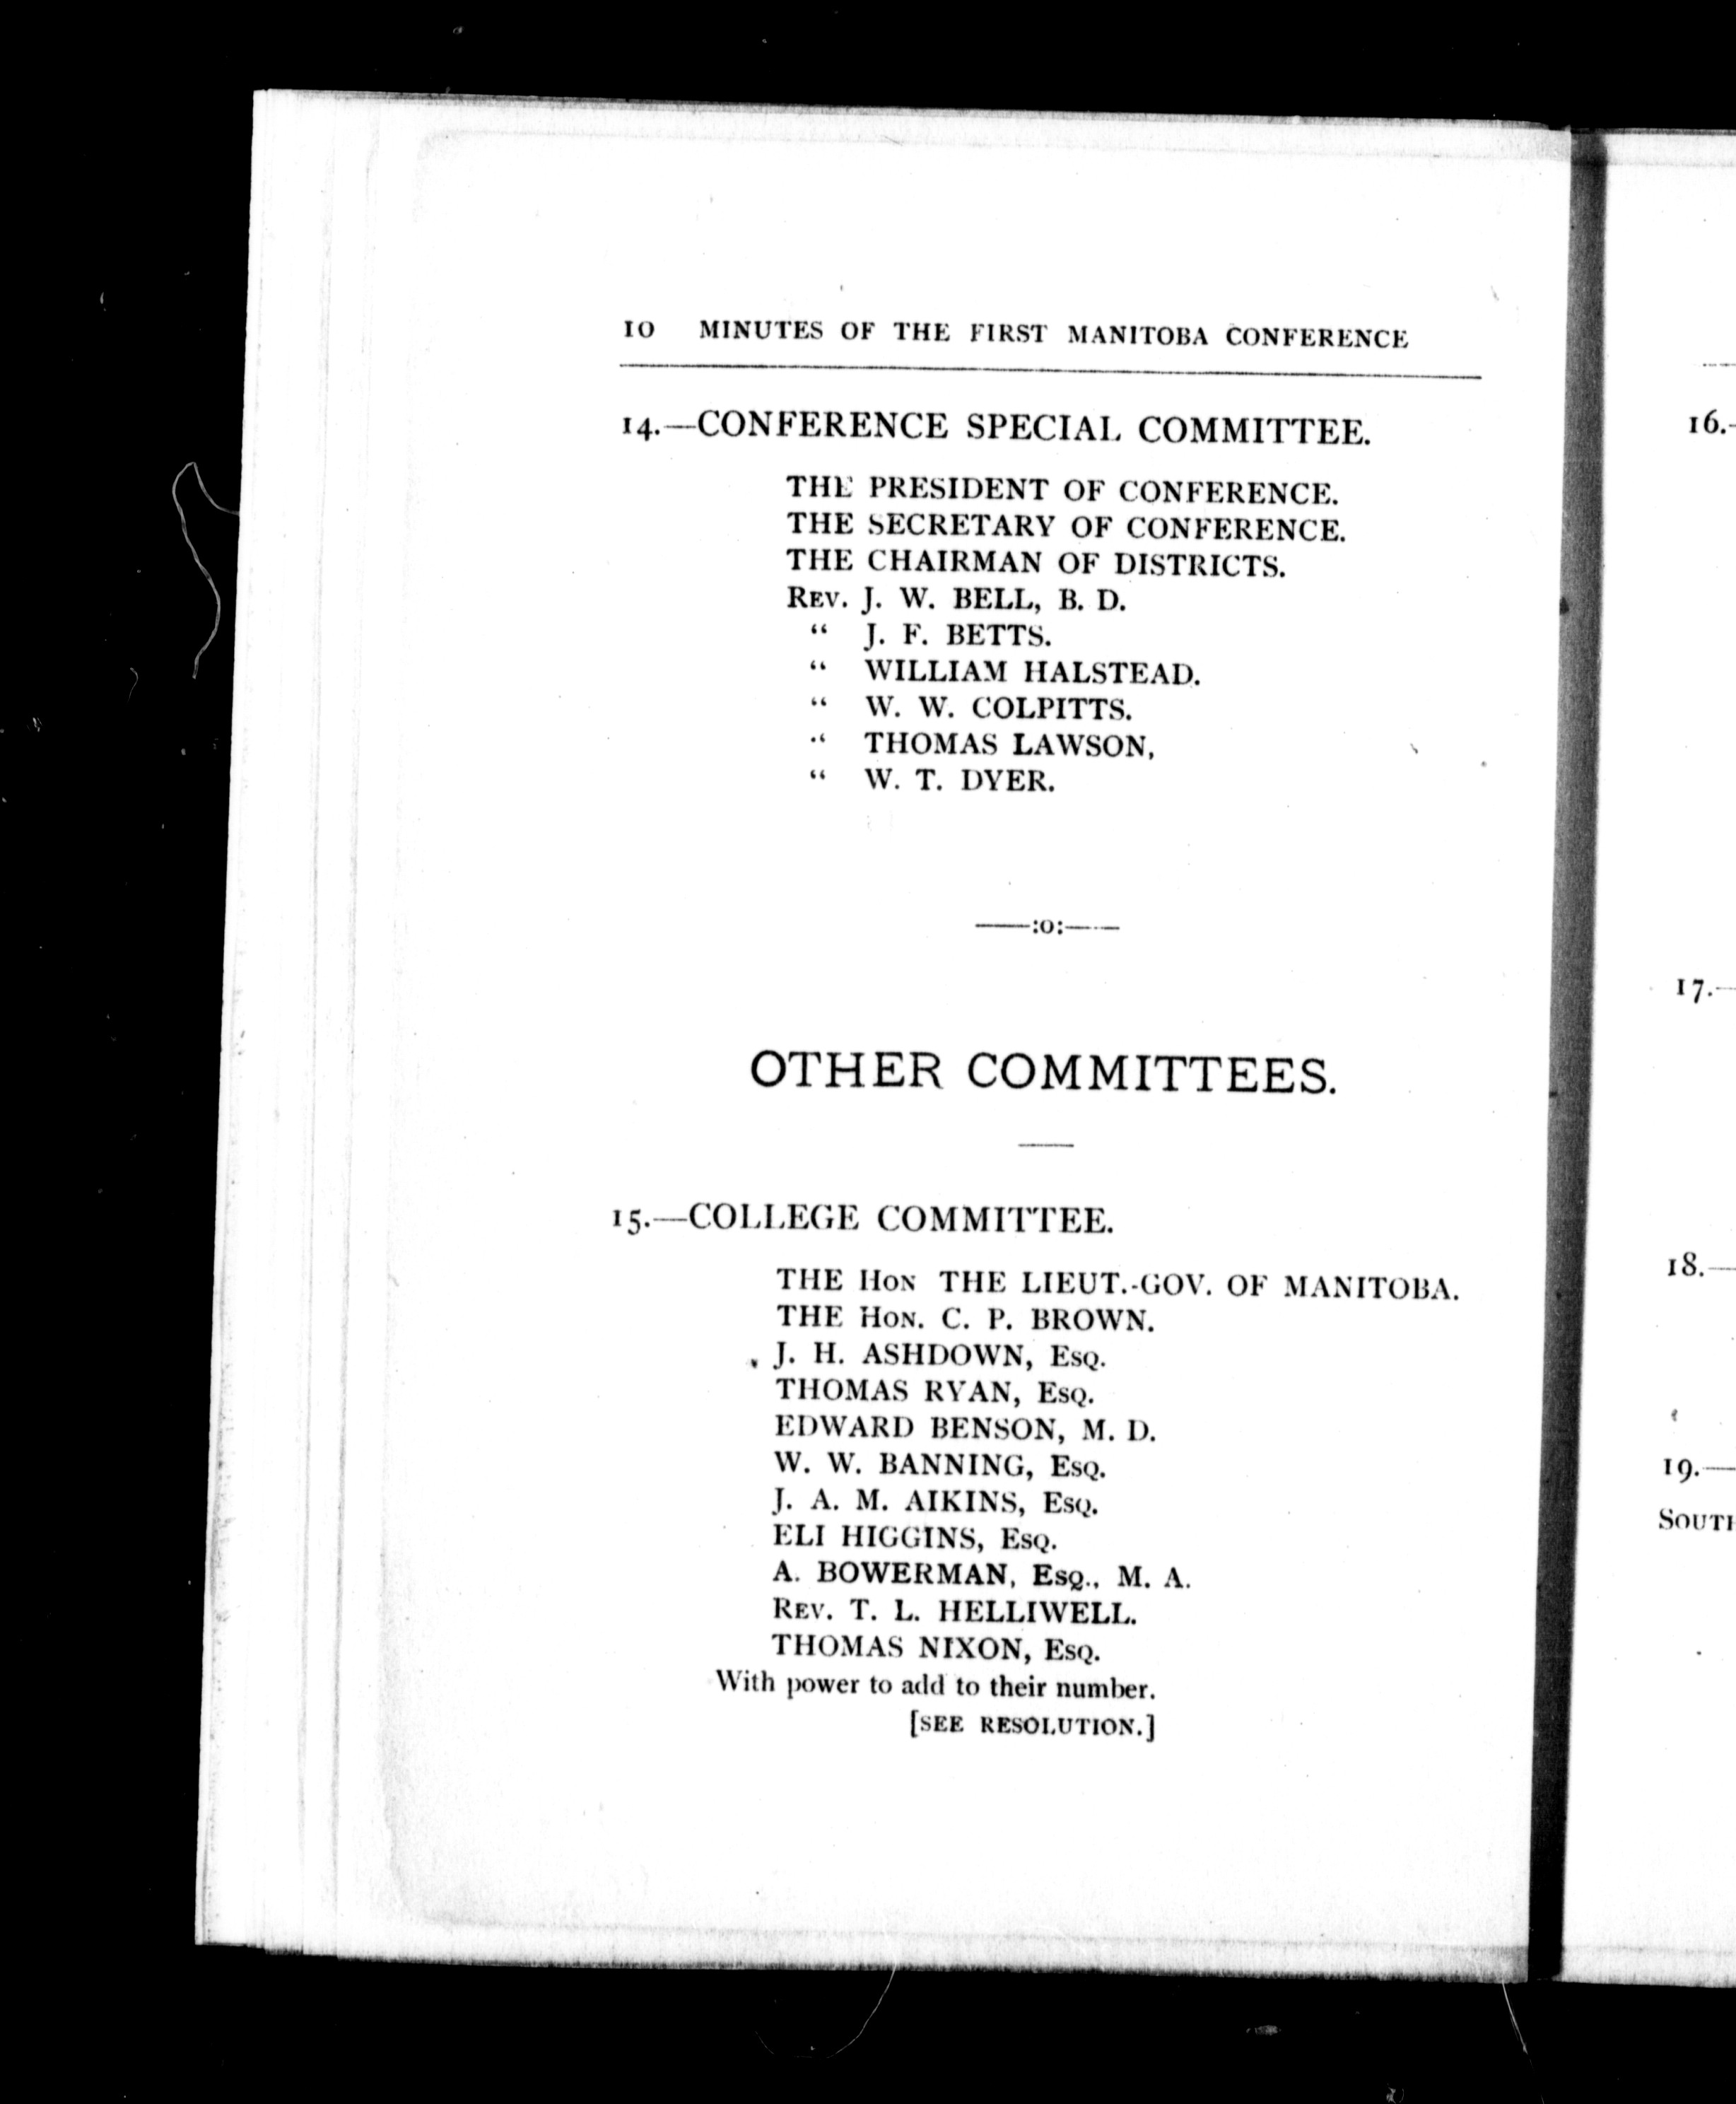 10 MINUTES OF THE FIRST MANITOBA CONFERENCE
14.—CONFERENCE SPECIAL COMMITTEE.
THE PRESIDENT OF CONFERENCE.
THE SECRETARY OF CONFERENCE.
THE CHAIRMAN OF DISTRICTS.
REV. J. W. BELL, B. D.
“ J. F. BETTS.
“ WILLIAM HALSTEAD.
“ W. W. COLPITTS.
“ THOMAS LAWSON,
“ W. T. DYER.
——:o:——
OTHER COMMITTEES.
15.—COLLEGE COMMITTEE.
THE HON THE LIEUT.-GOV. OF MANITOBA.
THE HON. C. P. BROWN.
J. H. ASHDOWN, ESQ.
THOMAS RYAN, ESQ.
EDWARD BENSON, M. D.
W. W. BANNING, ESQ.
J. A. M. AIKINS, ESQ.
ELI HIGGINS, ESQ.
A. BOWERMAN, ESQ., M. A.
REV. T. L. HELLIWELL.
THOMAS NIXON, ESQ.
With power to add to their number.
[SEE RESOLUTION.]
16.—
17.—
18.—
19.—